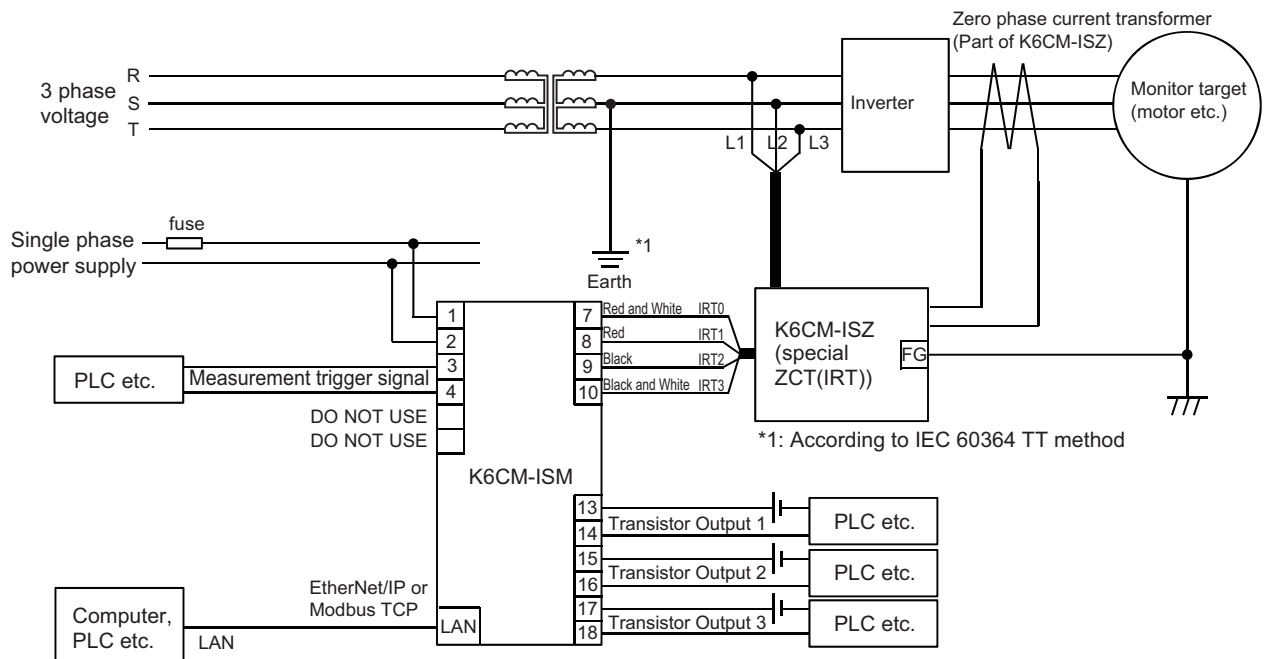 Zero phase current transformer
(Part of K6CM-ISZ)
3 phase
voltage
R
S
T
Inverter
Monitor target
(motor etc.)
L1
L2
L3
fuse
Single phase
power supply
*1
Earth
1
2
3
4
7
8
9
10
Red and White IRT0
Red IRT1
Black IRT2
Black and White IRT3
K6CM-ISZ
(special
ZCT(IRT))
FG
PLC etc.
Measurement trigger signal
DO NOT USE
DO NOT USE
*1: According to IEC 60364 TT method
K6CM-ISM
13
14
15
16
17
18
Transistor Output 1
PLC etc.
Transistor Output 2
PLC etc.
Transistor Output 3
PLC etc.
EtherNet/IP or
Modbus TCP
Computer,
PLC etc.
LAN
LAN